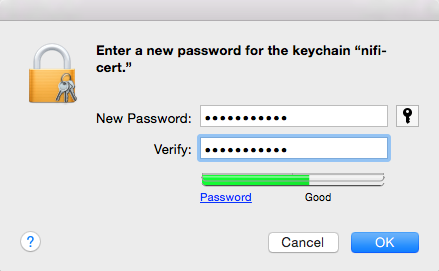 Enter a new password for the keychain “nifi-
cert.”
New Password: •••••••••••
Verify: •••••••••••
Password Good
? Cancel OK